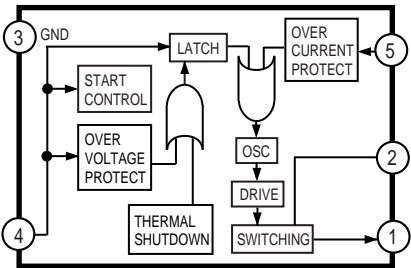 3
GND
LATCH
OVER
CURRENT
PROTECT
5
START
CONTROL
OVER
VOLTAGE
PROTECT
OSC
2
DRIVE
THERMAL
SHUTDOWN
SWITCHING
4
1